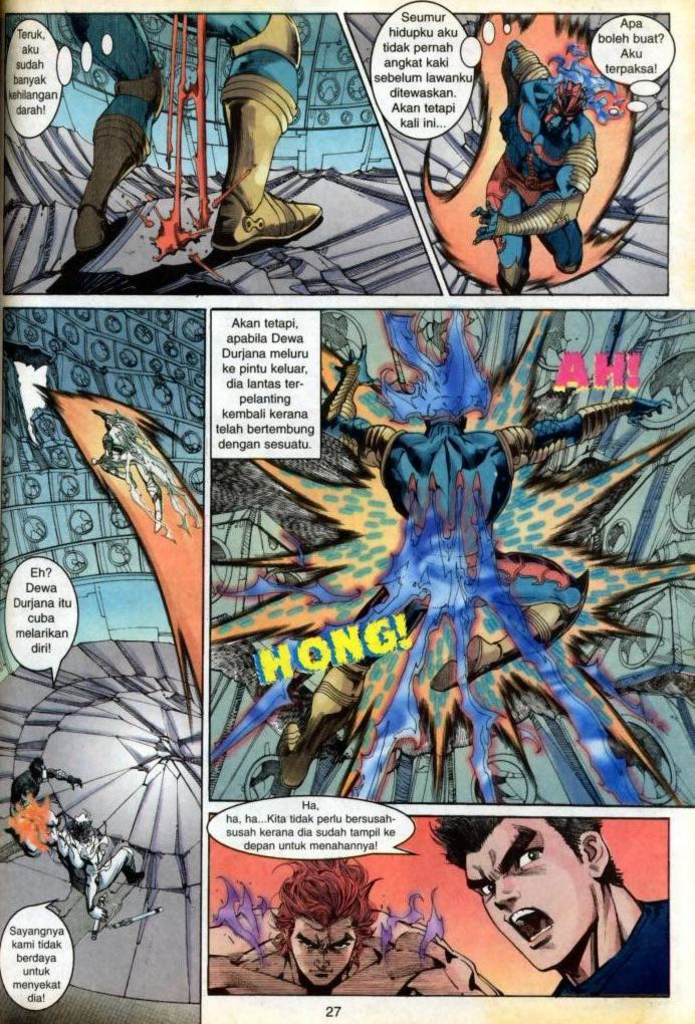 Teruk,
aku
sudah
banyak
kehilangan
darah!
Seumur
hidupku aku
tidak pernah
angkat kaki
sebelum lawanku
ditewaskan.
Akan tetapi
kali ini...
Apa
boleh buat?
Aku
terpaksa!
Eh?
Dewa
Durjana itu
cuba
melarikan
diri!
Sayangnya
kami tidak
berdaya
untuk
menyekat
dia!
Akan tetapi,
apabila Dewa
Durjana meluru
ke pintu keluar,
dia lantas ter-
pelanting
kembali kerana
telah bertembung
dengan sesuatu.
AH!
HONG!
Ha,
ha, ha...Kita tidak perlu bersusah-
susah kerana dia sudah tampil ke
depan untuk menahannya!
27